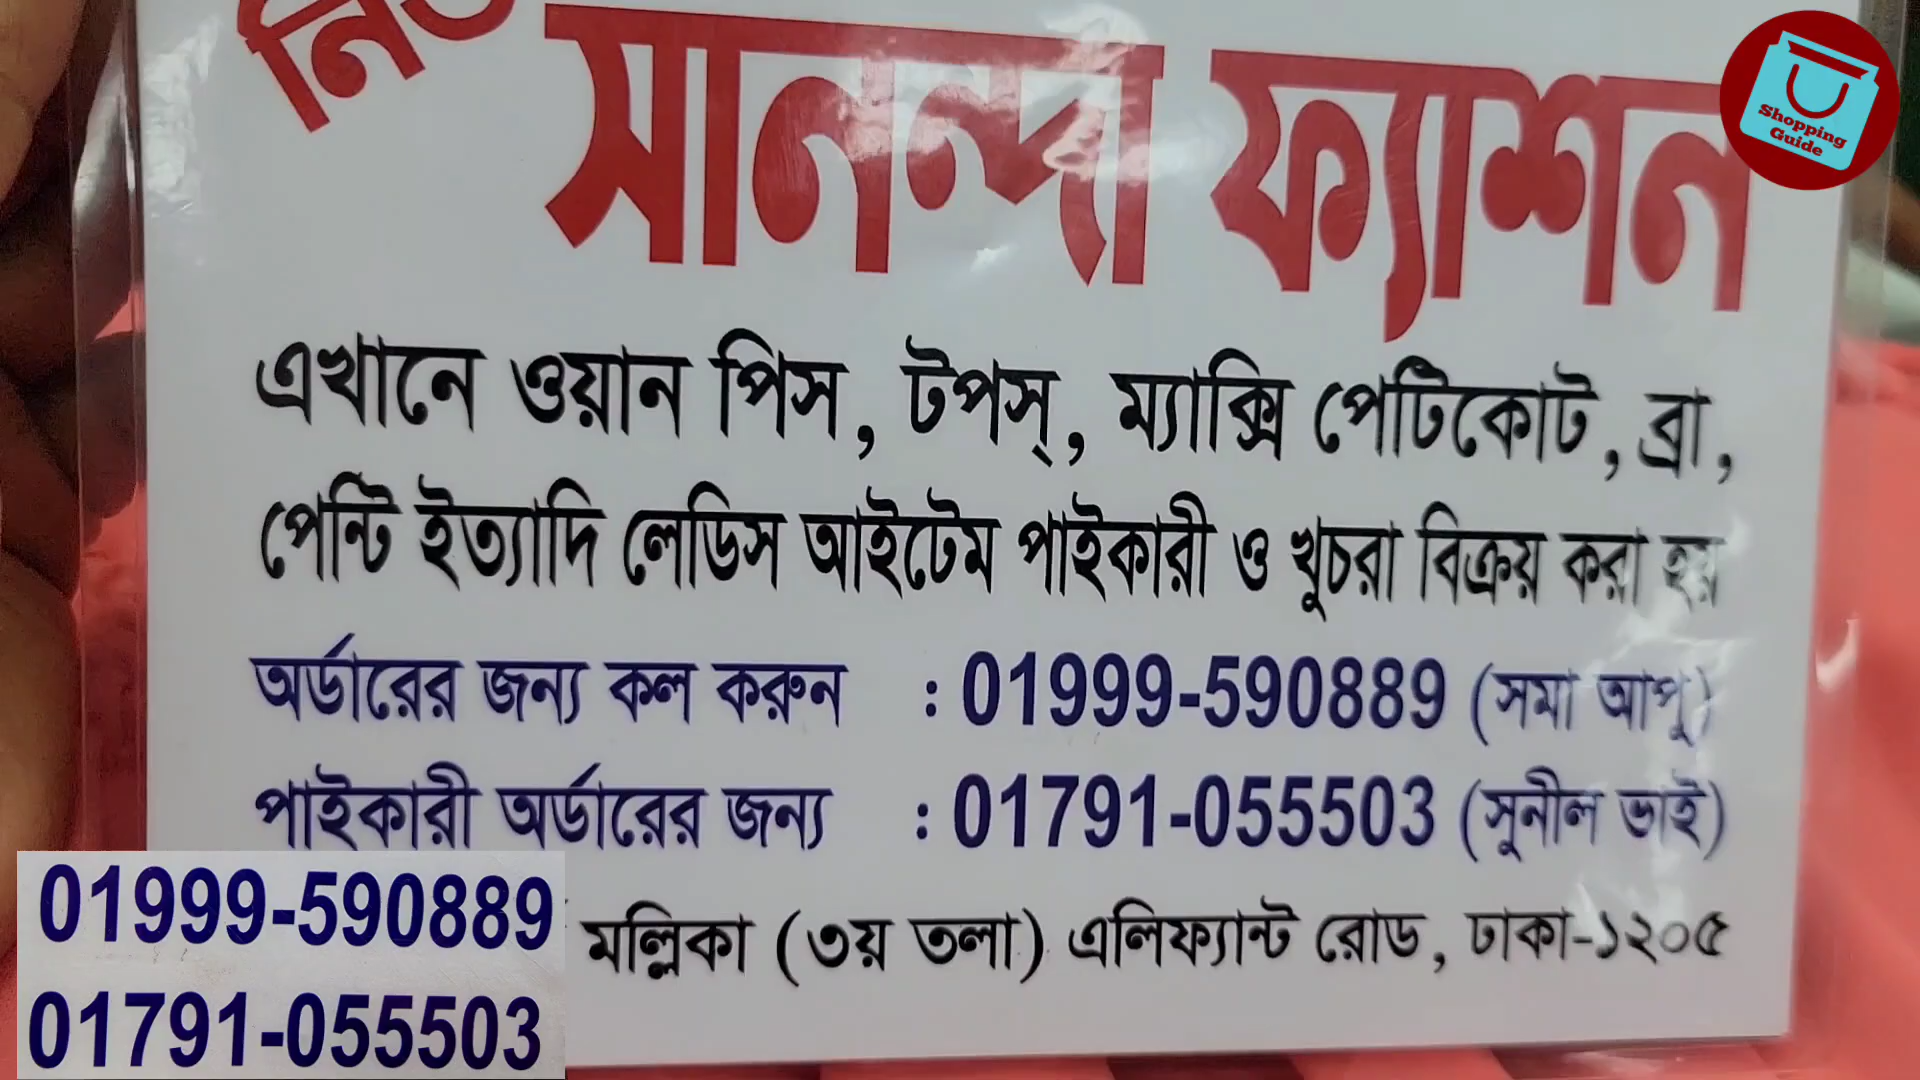 নিউ সানন্দা ফ্যাশন
Shopping
Guide
এখানে ওয়ান পিস, টপস্, ম্যাক্সি পেটিকোট, ব্রা,
পেন্টি ইত্যাদি লেডিস আইটেম পাইকারী ও খুচরা বিক্রয় করা হয়
অর্ডারের জন্য কল করুন : 01999-590889 (সমা আপু)
পাইকারী অর্ডারের জন্য : 01791-055503 (সুনীল ভাই)
মল্লিকা (৩য় তলা) এলিফ্যান্ট রোড, ঢাকা-১২০৫
01999-590889
01791-055503